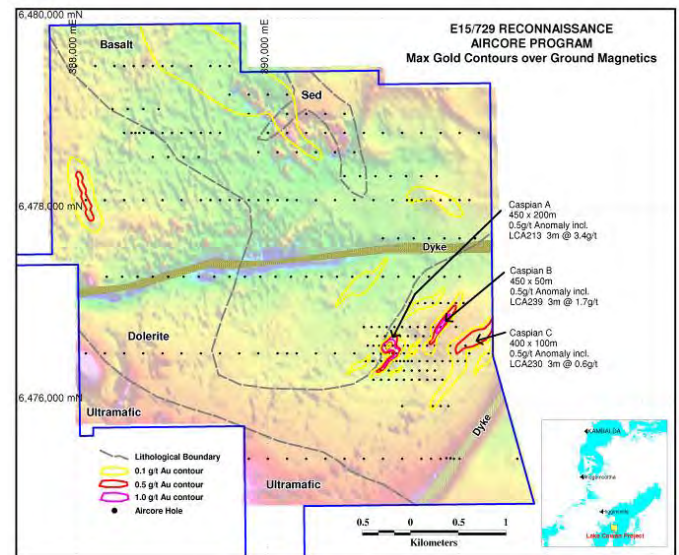 E15/729 RECONNAISSANCE
AIRCORE PROGRAM
Max Gold Contours over Ground Magnetics
6,480,000 mN
388,000 mE
390,000 mE
Basalt
Sed
6,478,000 mN
Caspian A
450 x 200m
0.5g/t Anomaly incl.
LCA213 3m @ 3.4g/t
Dyke
Caspian B
450 x 50m
0.5g/t Anomaly incl.
LCA239 3m @ 1.7g/t
Dolerite
Caspian C
400 x 100m
0.5g/t Anomaly incl.
LCA230 3m @ 0.6g/t
6,476,000 mN
Ultramafic
Dyke
Lithological Boundary
0.1 g/t Au contour
0.5 g/t Au contour
1.0 g/t Au contour
Aircore Hole
Ultramafic
0.5 0 0.5 1
Kilometers
KAMBALDA
Lake Cowan Project